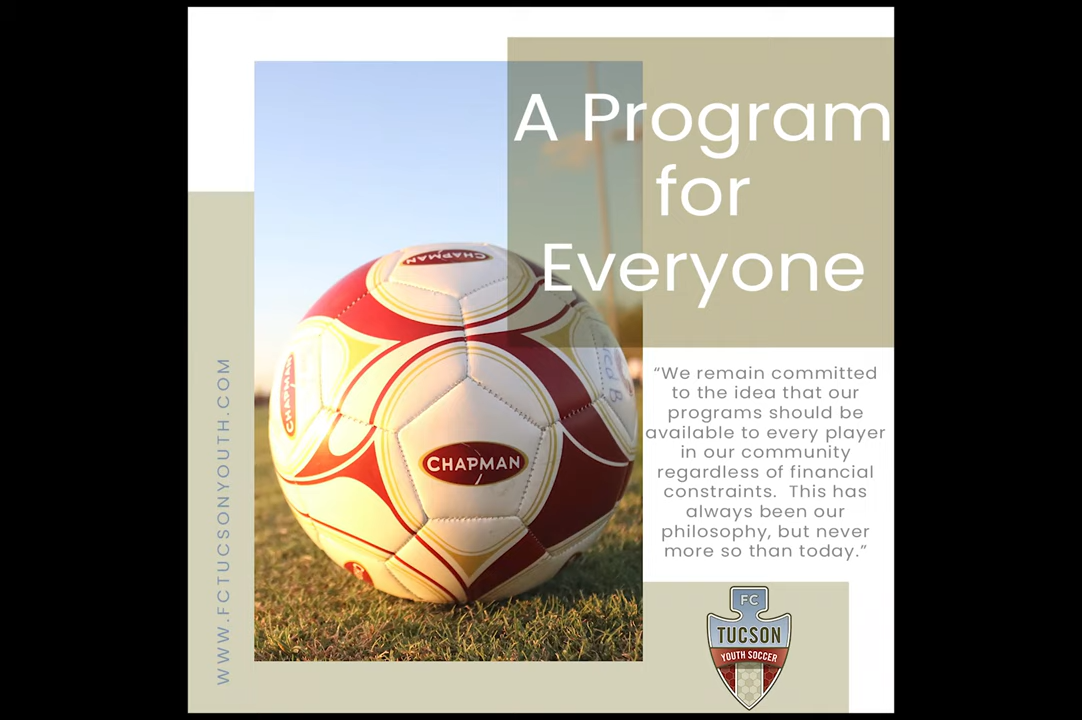 A Program
for
Everyone
CHAPMAN
CHAPMAN
CHAPMAN
“We remain committed
to the idea that our
programs should be
available to every player
in our community
regardless of financial
constraints.  This has
always been our
philosophy, but never
more so than today.”
WWW.FCTUCSONYOUTH.COM
FC
TUCSON
YOUTH SOCCER